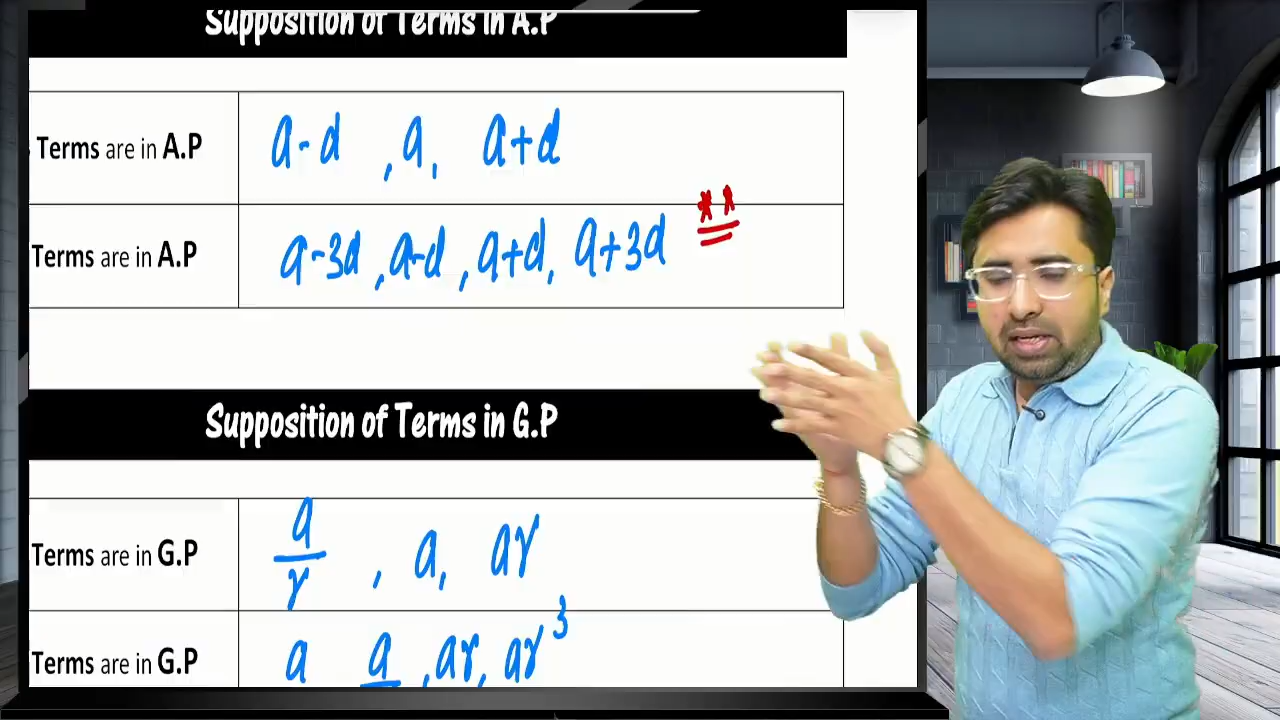 Supposition of Terms in A.P
Terms are in A.P
a-d, a, a+d
Terms are in A.P
a-3d, a-d, a+d, a+3d **
Supposition of Terms in G.P
Terms are in G.P
a/r, a, ar
Terms are in G.P
a a, ar, ar³